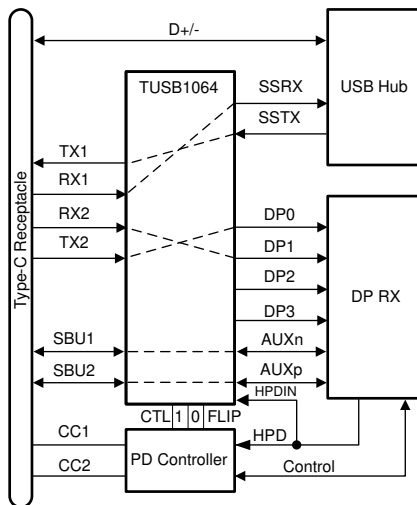 D+/-
TUSB1064
USB Hub
SSRX
SSTX
TX1
RX1
RX2
TX2
Type-C Receptacle
DP0
DP1
DP2
DP3
DP RX
SBU1
SBU2
AUXn
AUXp
HPDIN
CTL 1 0 FLIP
CC1
CC2
PD Controller
HPD
Control